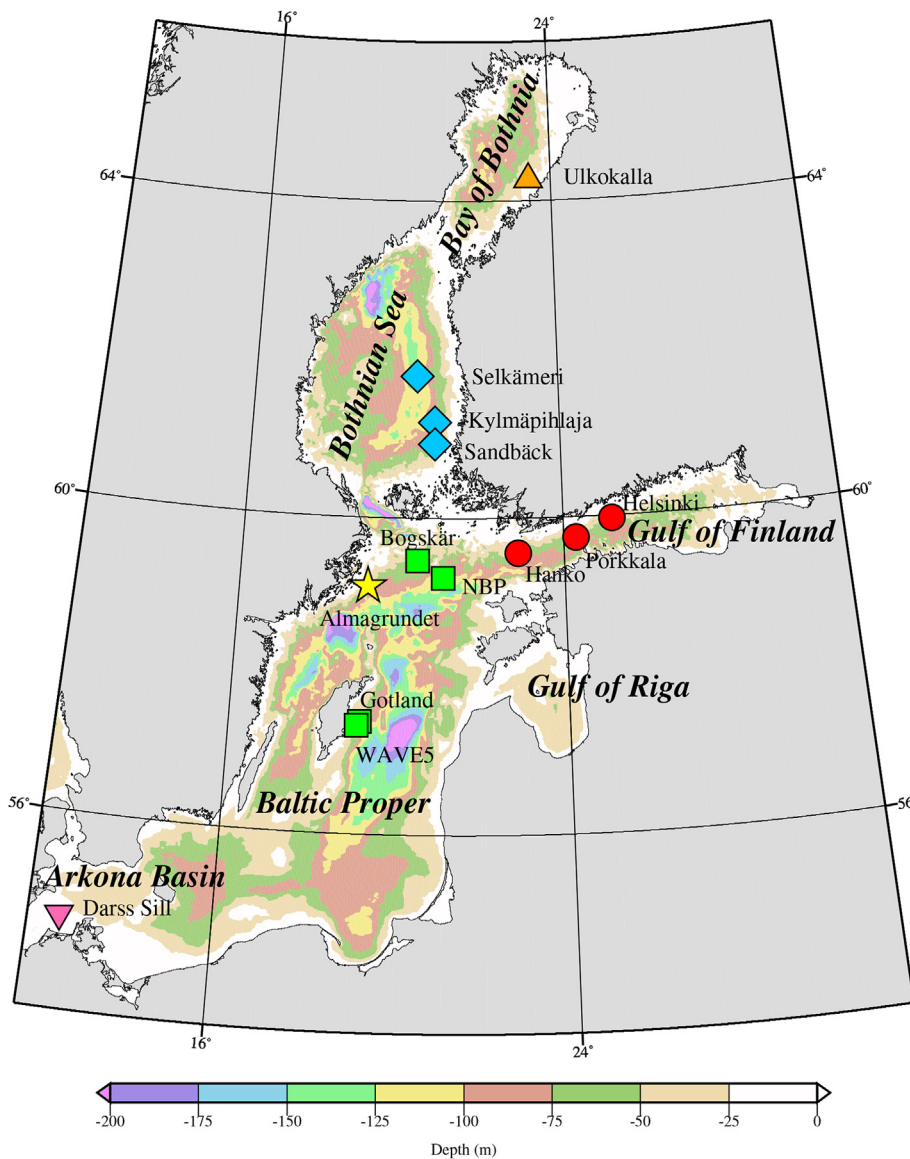 16°
24°
Bay of Bothnia
64°
Ulkokalla
64°
Bothnian Sea
Selkämeri
Kylmäpihlaja
Sandbäck
60°
60°
Helsinki
Gulf of Finland
Bogskär
Porkkala
Hanko
NBP
Almagrundet
Gulf of Riga
Gotland
WAVE5
Baltic Proper
56°
56
Arkona Basin
Darss Sill
16°
24°
-200 -175 -150 -125 -100 -75 -50 -25 0
Depth (m)